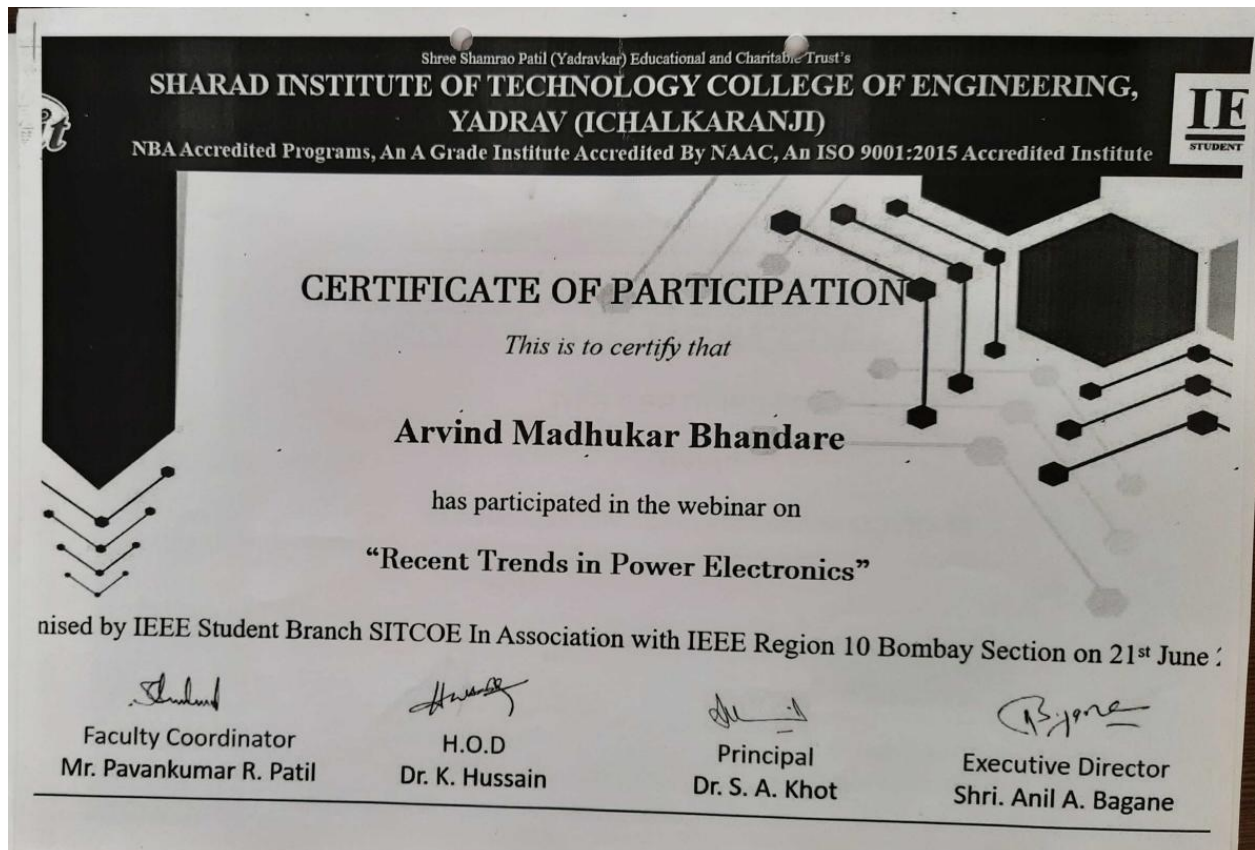 Shree Shamrao Patil (Yadravkar) Educational and Charitable Trust's
SHARAD INSTITUTE OF TECHNOLOGY COLLEGE OF ENGINEERING,
YADRAV (ICHALKARANJI)
NBA Accredited Programs, An A Grade Institute Accredited By NAAC, An ISO 9001:2015 Accredited Institute
it
IE
STUDENT
CERTIFICATE OF PARTICIPATION
This is to certify that
Arvind Madhukar Bhandare
has participated in the webinar on
“Recent Trends in Power Electronics”
nised by IEEE Student Branch SITCOE In Association with IEEE Region 10 Bombay Section on 21st June
Faculty Coordinator
Mr. Pavankumar R. Patil
H.O.D
Dr. K. Hussain
Principal
Dr. S. A. Khot
Executive Director
Shri. Anil A. Bagane